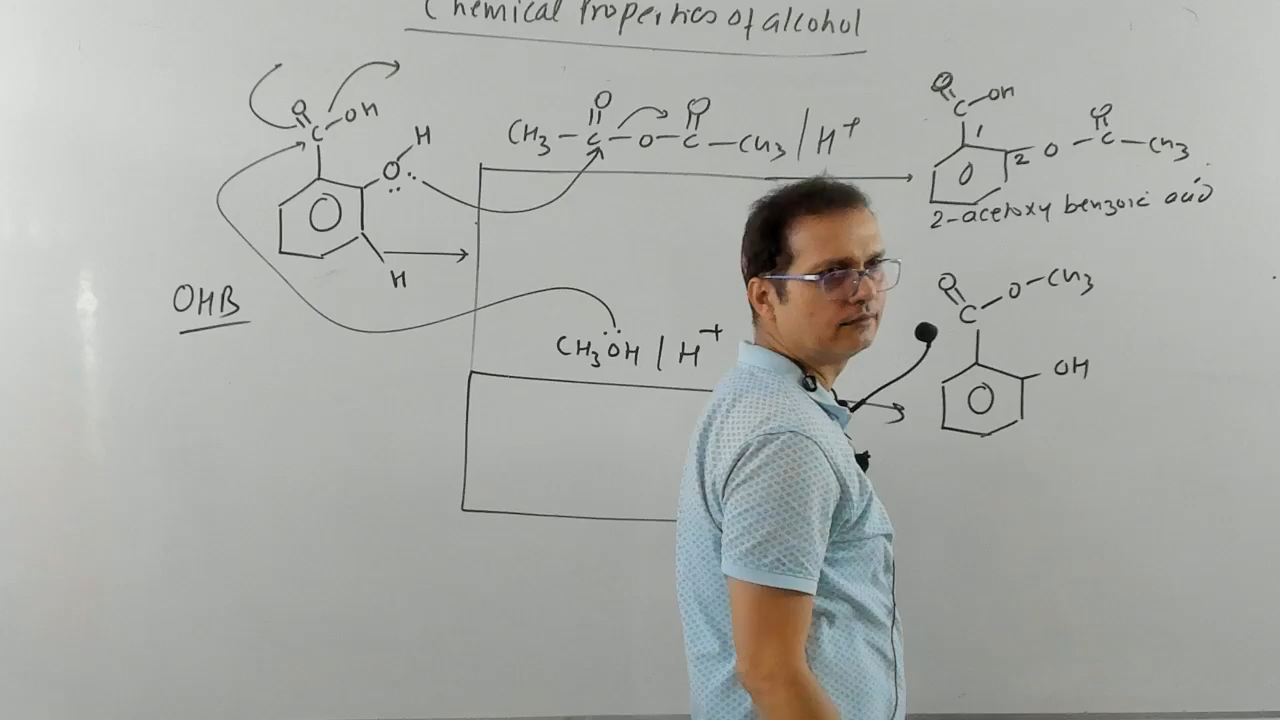 Chemical Properties of alcohol
O
C OH
O H
H
OHB
CH3 - C - O - C - CH3 / H+
O O
CH3OH / H+
O
C - OH
1
2 O - C - CH3
O
2-acetoxy benzoic acid
O
C O - CH3
OH